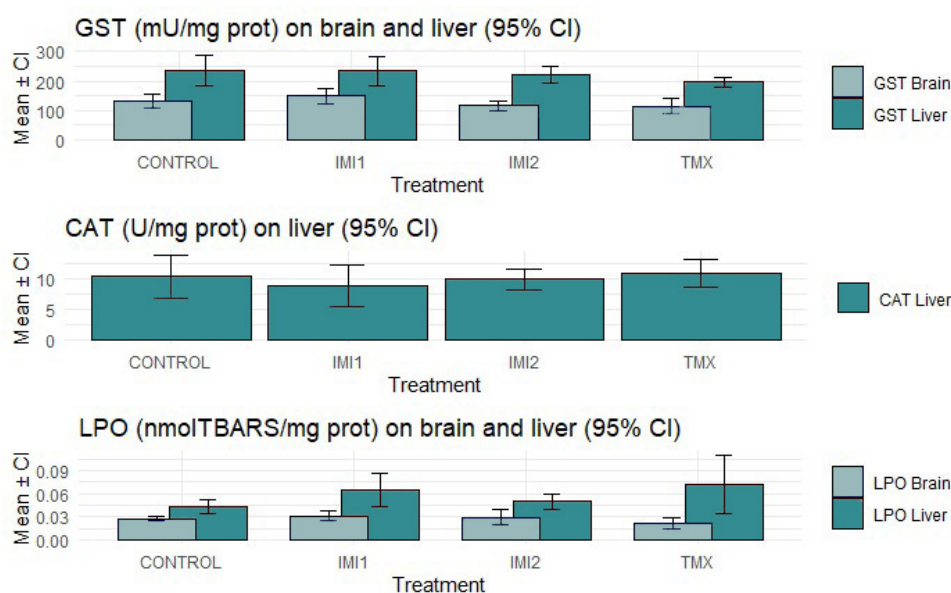 GST (mU/mg prot) on brain and liver (95% CI)
Mean ± CI
300
200
100
0
CONTROL IMI1 IMI2 TMX
Treatment
GST Brain
GST Liver
CAT (U/mg prot) on liver (95% CI)
Mean ± CI
10
5
0
CONTROL IMI1 IMI2 TMX
Treatment
CAT Liver
LPO (nmolTBARS/mg prot) on brain and liver (95% CI)
Mean ± CI
0.09
0.06
0.03
0.00
CONTROL IMI1 IMI2 TMX
Treatment
LPO Brain
LPO Liver